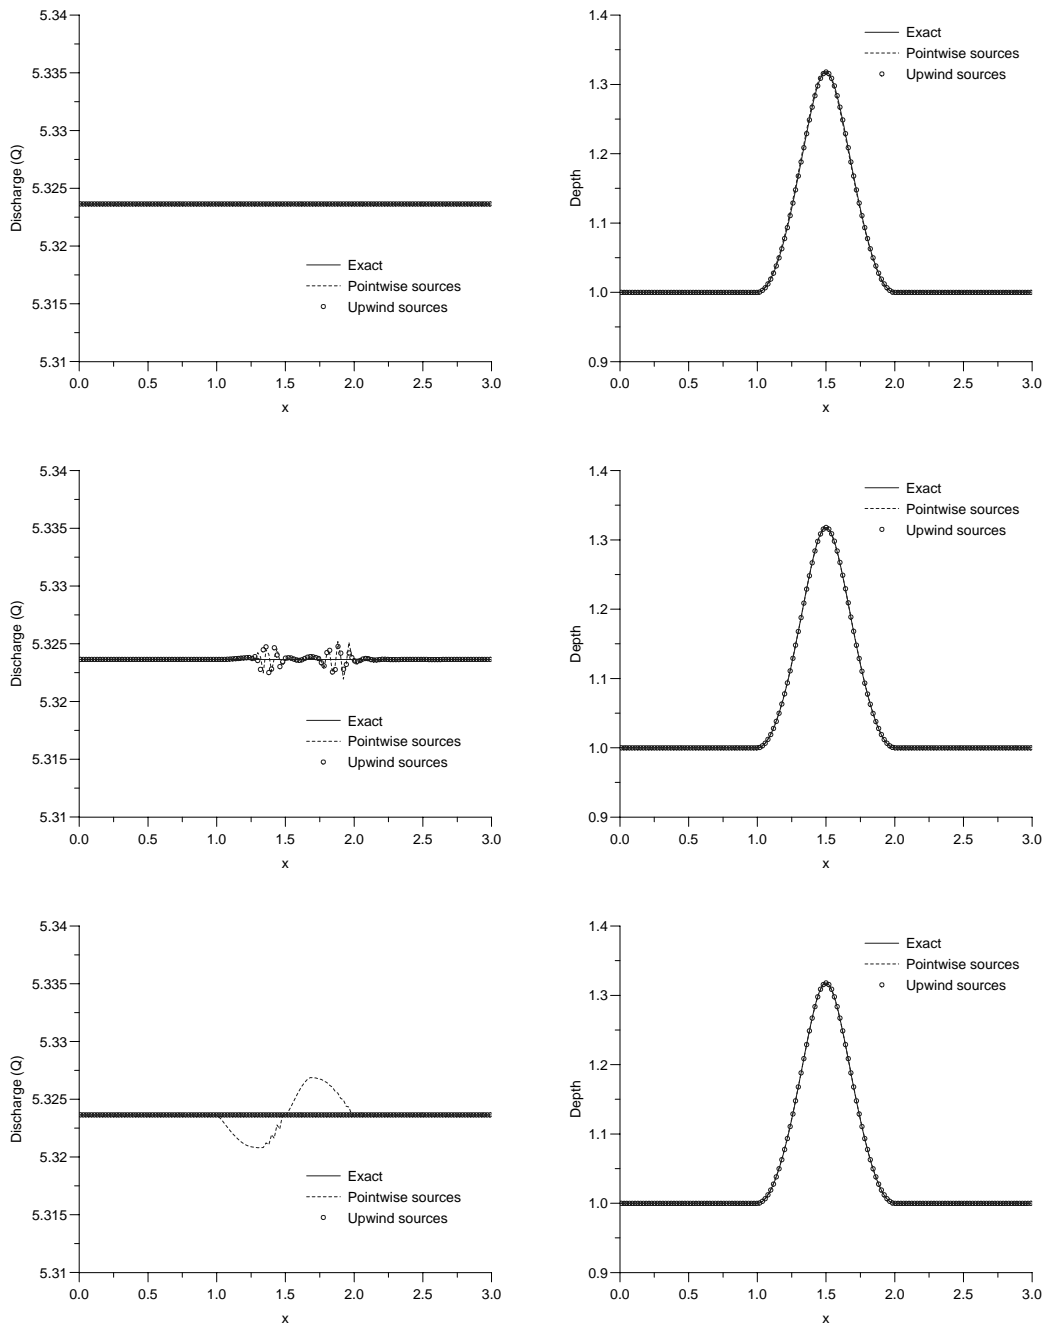 5.34
5.335
5.33
5.325
5.32
5.315
5.31
Discharge (Q)
Exact
Pointwise sources
Upwind sources
0.0 0.5 1.0 1.5 2.0 2.5 3.0
x
1.4
1.3
1.2
1.1
1.0
0.9
Depth
Exact
Pointwise sources
Upwind sources
0.0 0.5 1.0 1.5 2.0 2.5 3.0
x
5.34
5.335
5.33
5.325
5.32
5.315
5.31
Discharge (Q)
Exact
Pointwise sources
Upwind sources
0.0 0.5 1.0 1.5 2.0 2.5 3.0
x
1.4
1.3
1.2
1.1
1.0
0.9
Depth
Exact
Pointwise sources
Upwind sources
0.0 0.5 1.0 1.5 2.0 2.5 3.0
x
5.34
5.335
5.33
5.325
5.32
5.315
5.31
Discharge (Q)
Exact
Pointwise sources
Upwind sources
0.0 0.5 1.0 1.5 2.0 2.5 3.0
x
1.4
1.3
1.2
1.1
1.0
0.9
Depth
Exact
Pointwise sources
Upwind sources
0.0 0.5 1.0 1.5 2.0 2.5 3.0
x